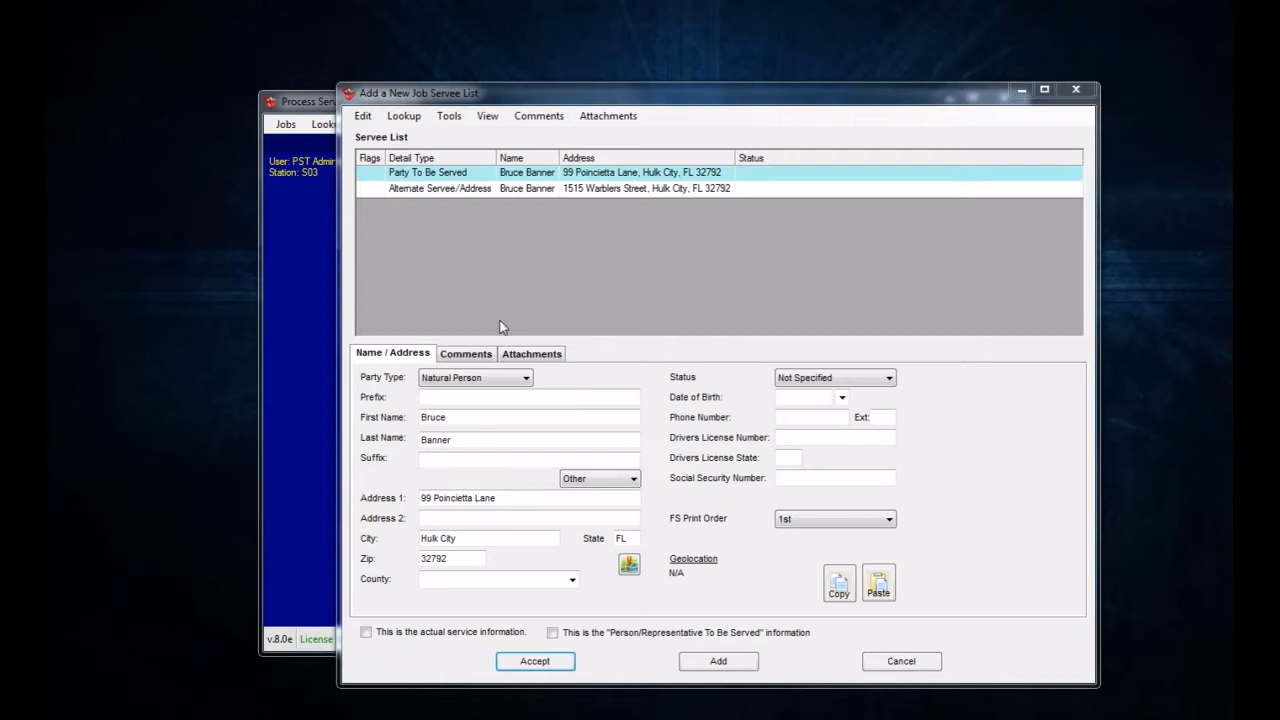 Process Serv
Add a New Job Servee List
Jobs Looku
Edit Lookup Tools View Comments Attachments
User: PST Admin
Station: S03
Servee List
Flags Detail Type Name Address Status
Party To Be Served Bruce Banner 99 Poincietta Lane, Hulk City, FL 32792
Alternate Servee/Address Bruce Banner 1515 Warblers Street, Hulk City, FL 32792
Name / Address Comments Attachments
Party Type: Natural Person Status Not Specified
Prefix: Date of Birth:
First Name: Bruce Phone Number: Ext:
Last Name: Banner Drivers License Number:
Suffix: Drivers License State:
Other Social Security Number:
Address 1: 99 Poincietta Lane
Address 2: FS Print Order 1st
City: Hulk City State FL
Zip: 32792 Geolocation
N/A
County: Copy Paste
This is the actual service information. This is the "Person/Representative To Be Served" information
v.8.0e License
Accept Add Cancel